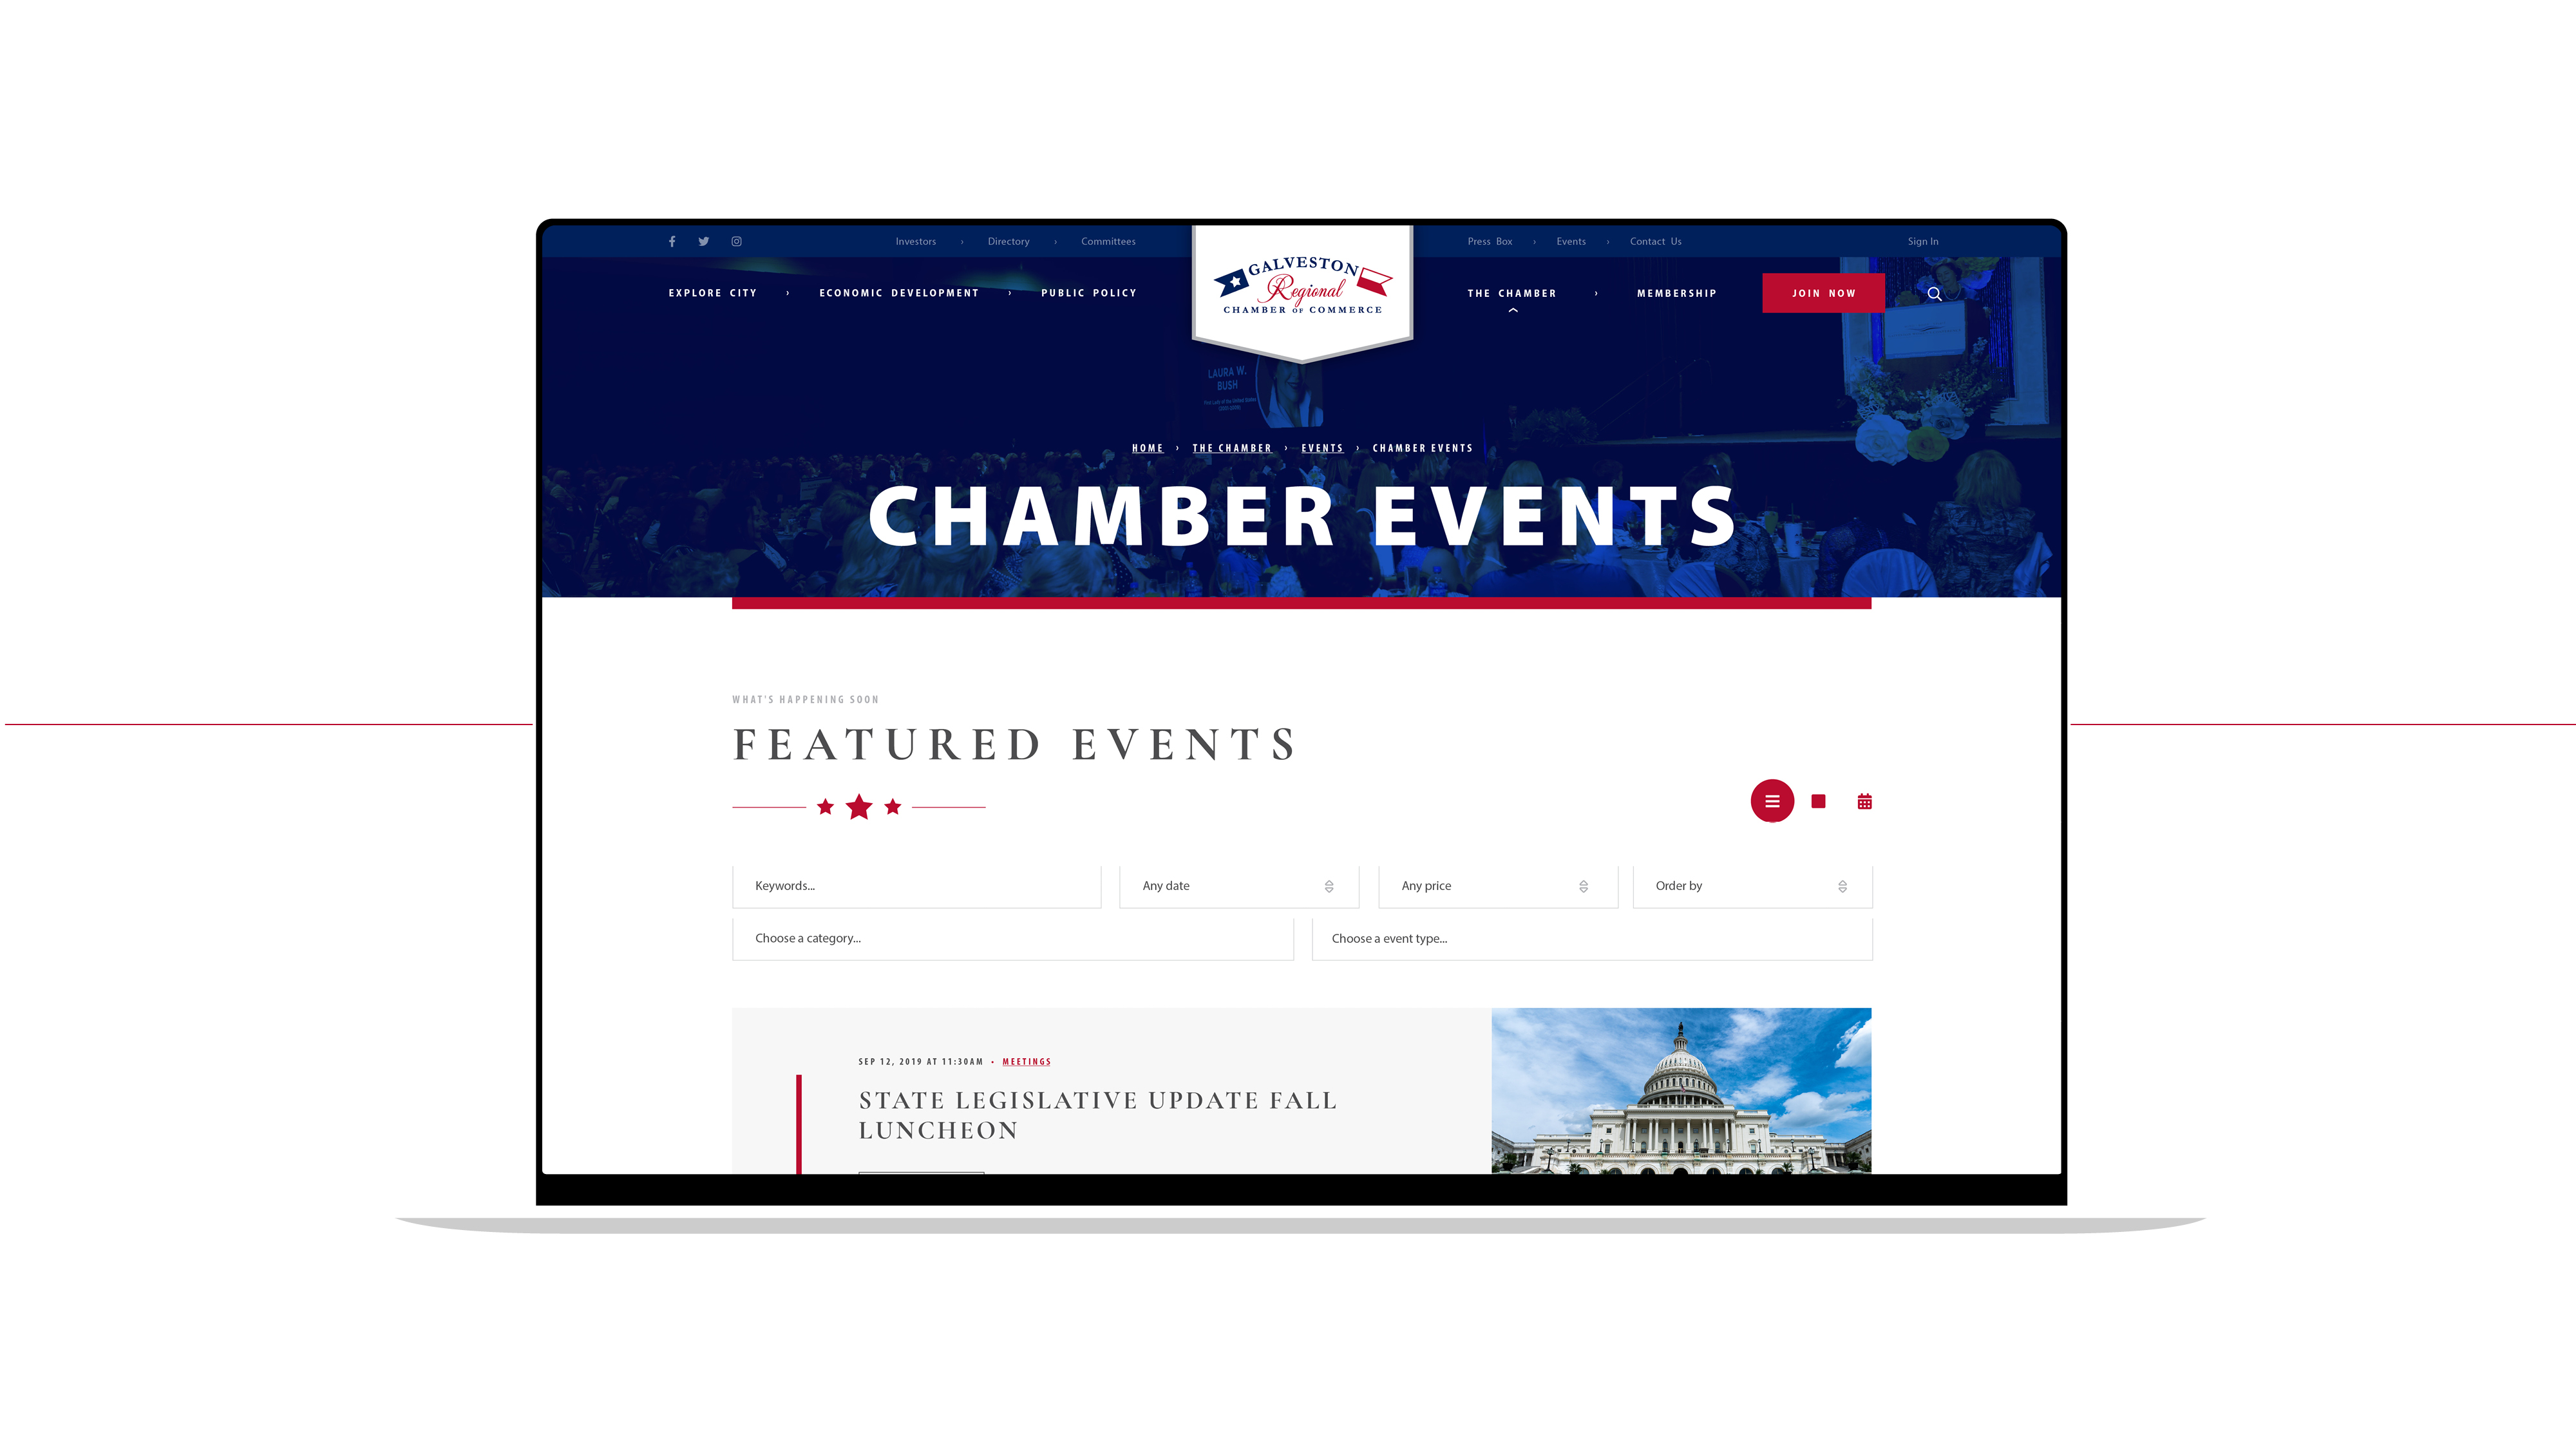 Investors › Directory › Committees
Press Box › Events › Contact Us
Sign In
EXPLORE CITY › ECONOMIC DEVELOPMENT › PUBLIC POLICY
GALVESTON
Regional
CHAMBER OF COMMERCE
THE CHAMBER › MEMBERSHIP
JOIN NOW
LAURA W.
BUSH
HOME › THE CHAMBER › EVENTS › CHAMBER EVENTS
CHAMBER EVENTS
WHAT'S HAPPENING SOON
FEATURED EVENTS
Keywords... Any date Any price Order by
Choose a category... Choose a event type...
SEP 12, 2019 AT 11:30AM • MEETINGS
STATE LEGISLATIVE UPDATE FALL
LUNCHEON